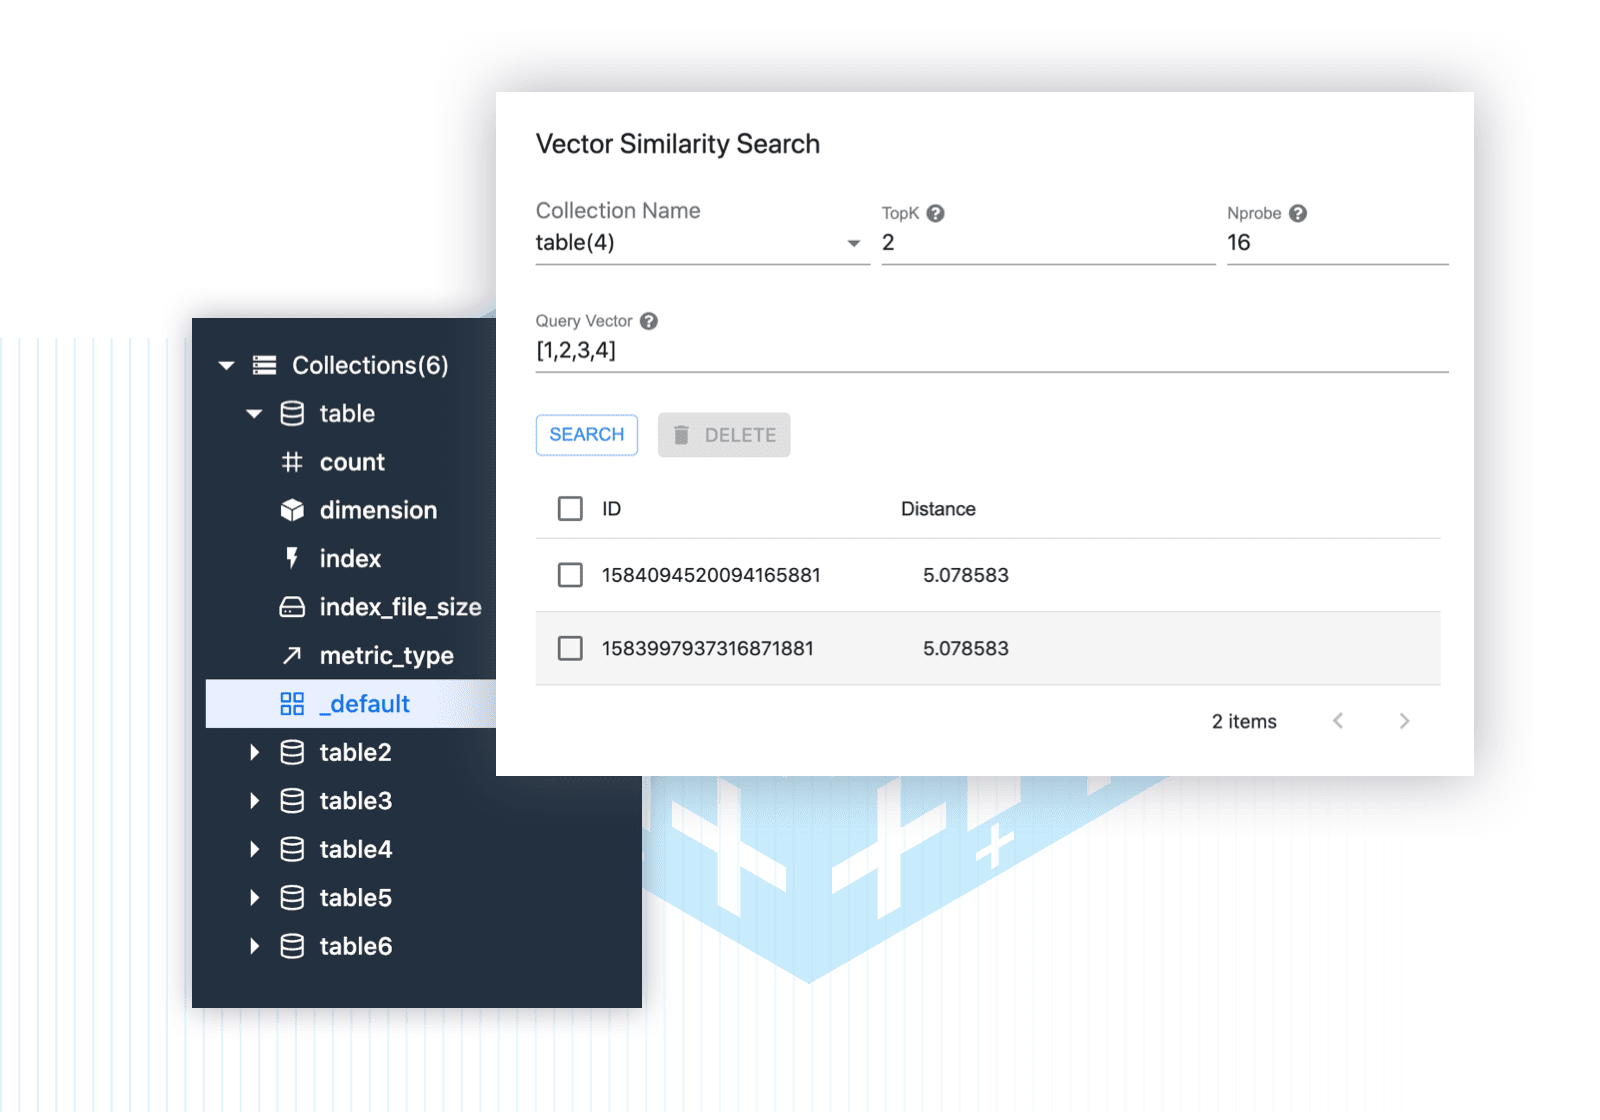 Vector Similarity Search
Collection Name
table(4)
TopK
2
Nprobe
16
Query Vector
[1,2,3,4]
SEARCH
DELETE
ID Distance
1584094520094165881 5.078583
1583997937316871881 5.078583
2 items
Collections(6)
table
count
dimension
index
index_file_size
metric_type
_default
table2
table3
table4
table5
table6